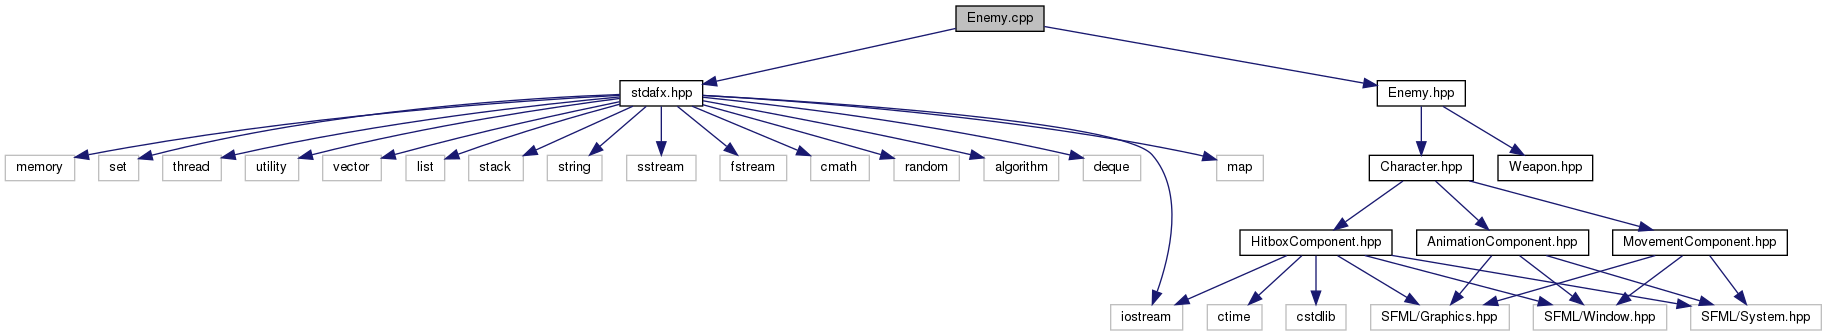 Enemy.cpp
stdafx.hpp
Enemy.hpp
memory
set
thread
utility
vector
list
stack
string
sstream
fstream
cmath
random
algorithm
deque
map
Character.hpp
Weapon.hpp
HitboxComponent.hpp
AnimationComponent.hpp
MovementComponent.hpp
iostream
ctime
cstdlib
SFML/Graphics.hpp
SFML/Window.hpp
SFML/System.hpp